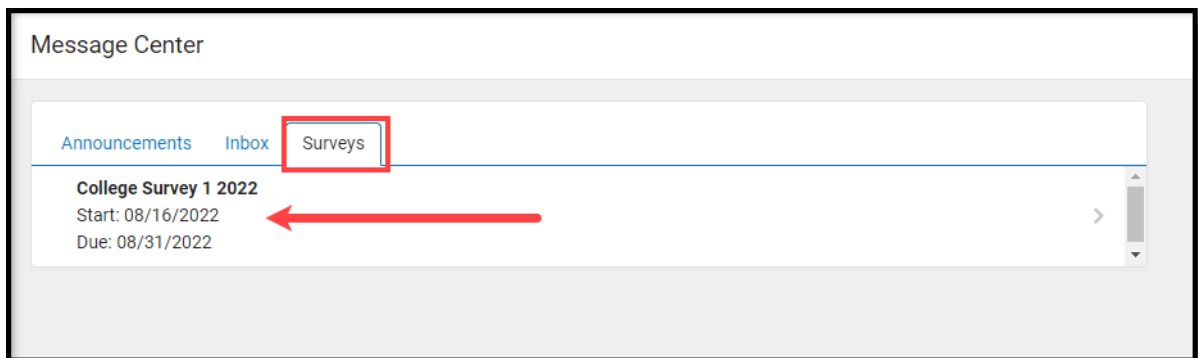 Message Center
Announcements Inbox Surveys
College Survey 1 2022
Start: 08/16/2022
Due: 08/31/2022